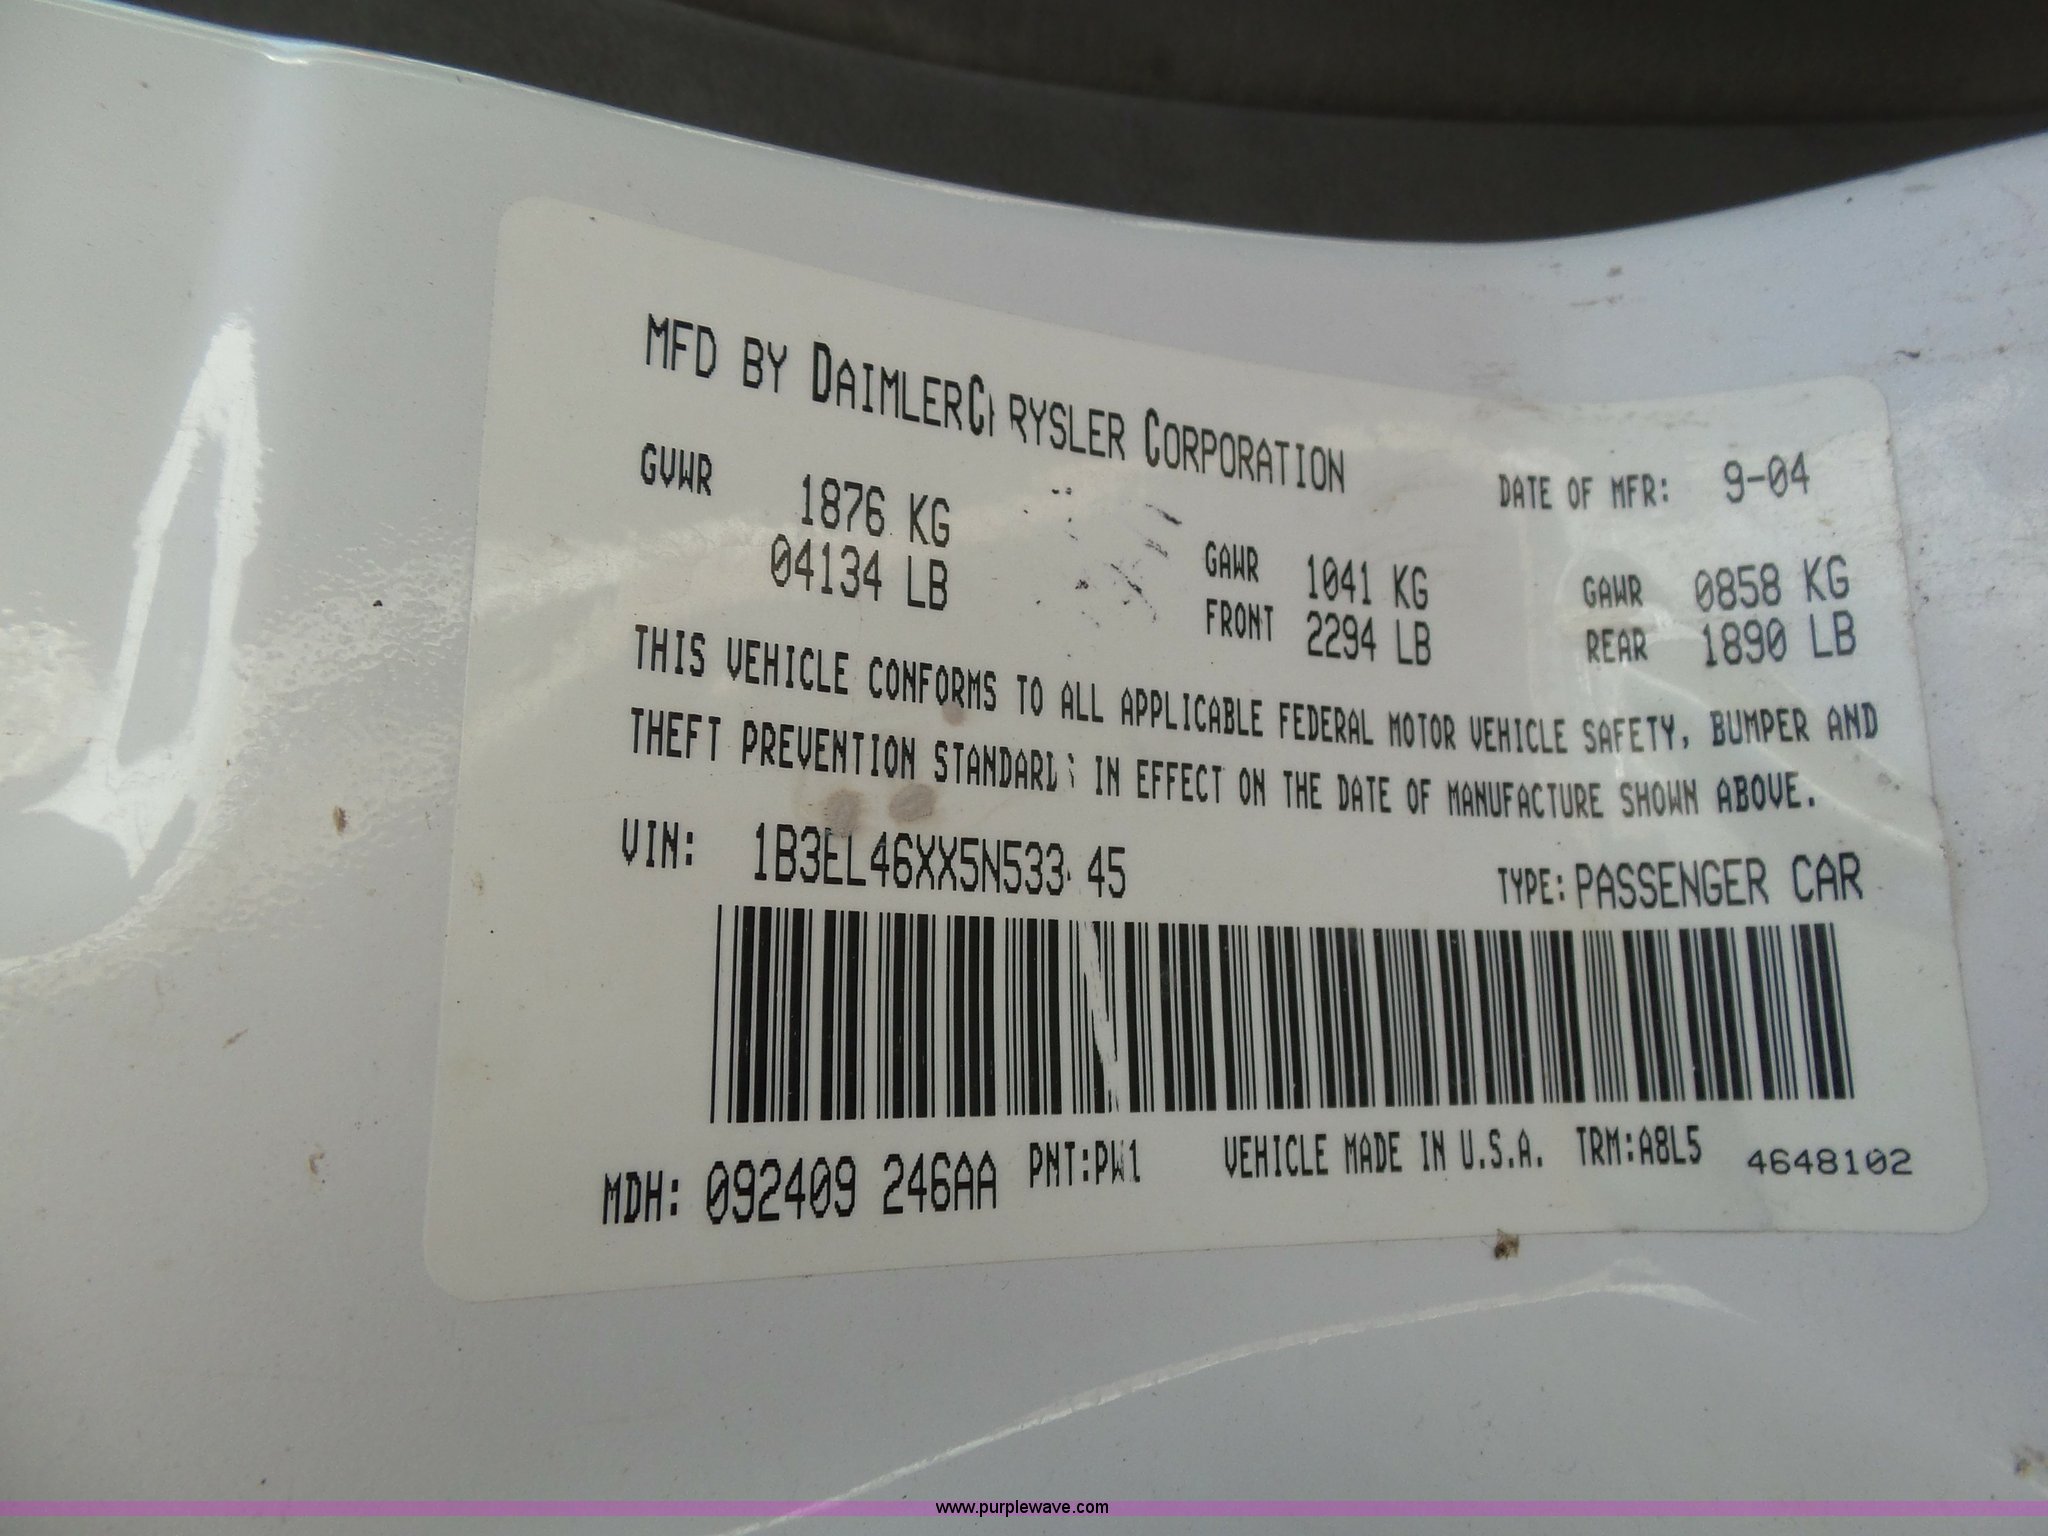 MFD BY DAIMLERCHRYSLER CORPORATION
DATE OF MFR: 9-04
GVWR 1876 KG
04134 LB
GAWR 1041 KG
FRONT 2294 LB
GAWR 0858 KG
REAR 1890 LB
THIS VEHICLE CONFORMS TO ALL APPLICABLE FEDERAL MOTOR VEHICLE SAFETY, BUMPER AND
THEFT PREVENTION STANDARDS IN EFFECT ON THE DATE OF MANUFACTURE SHOWN ABOVE.
VIN: 1B3EL46XX5N533 45
TYPE: PASSENGER CAR
MDH: 092409 246AA PNT:PW1 VEHICLE MADE IN U.S.A. TRM:A8L5 4648102
www.purplewave.com